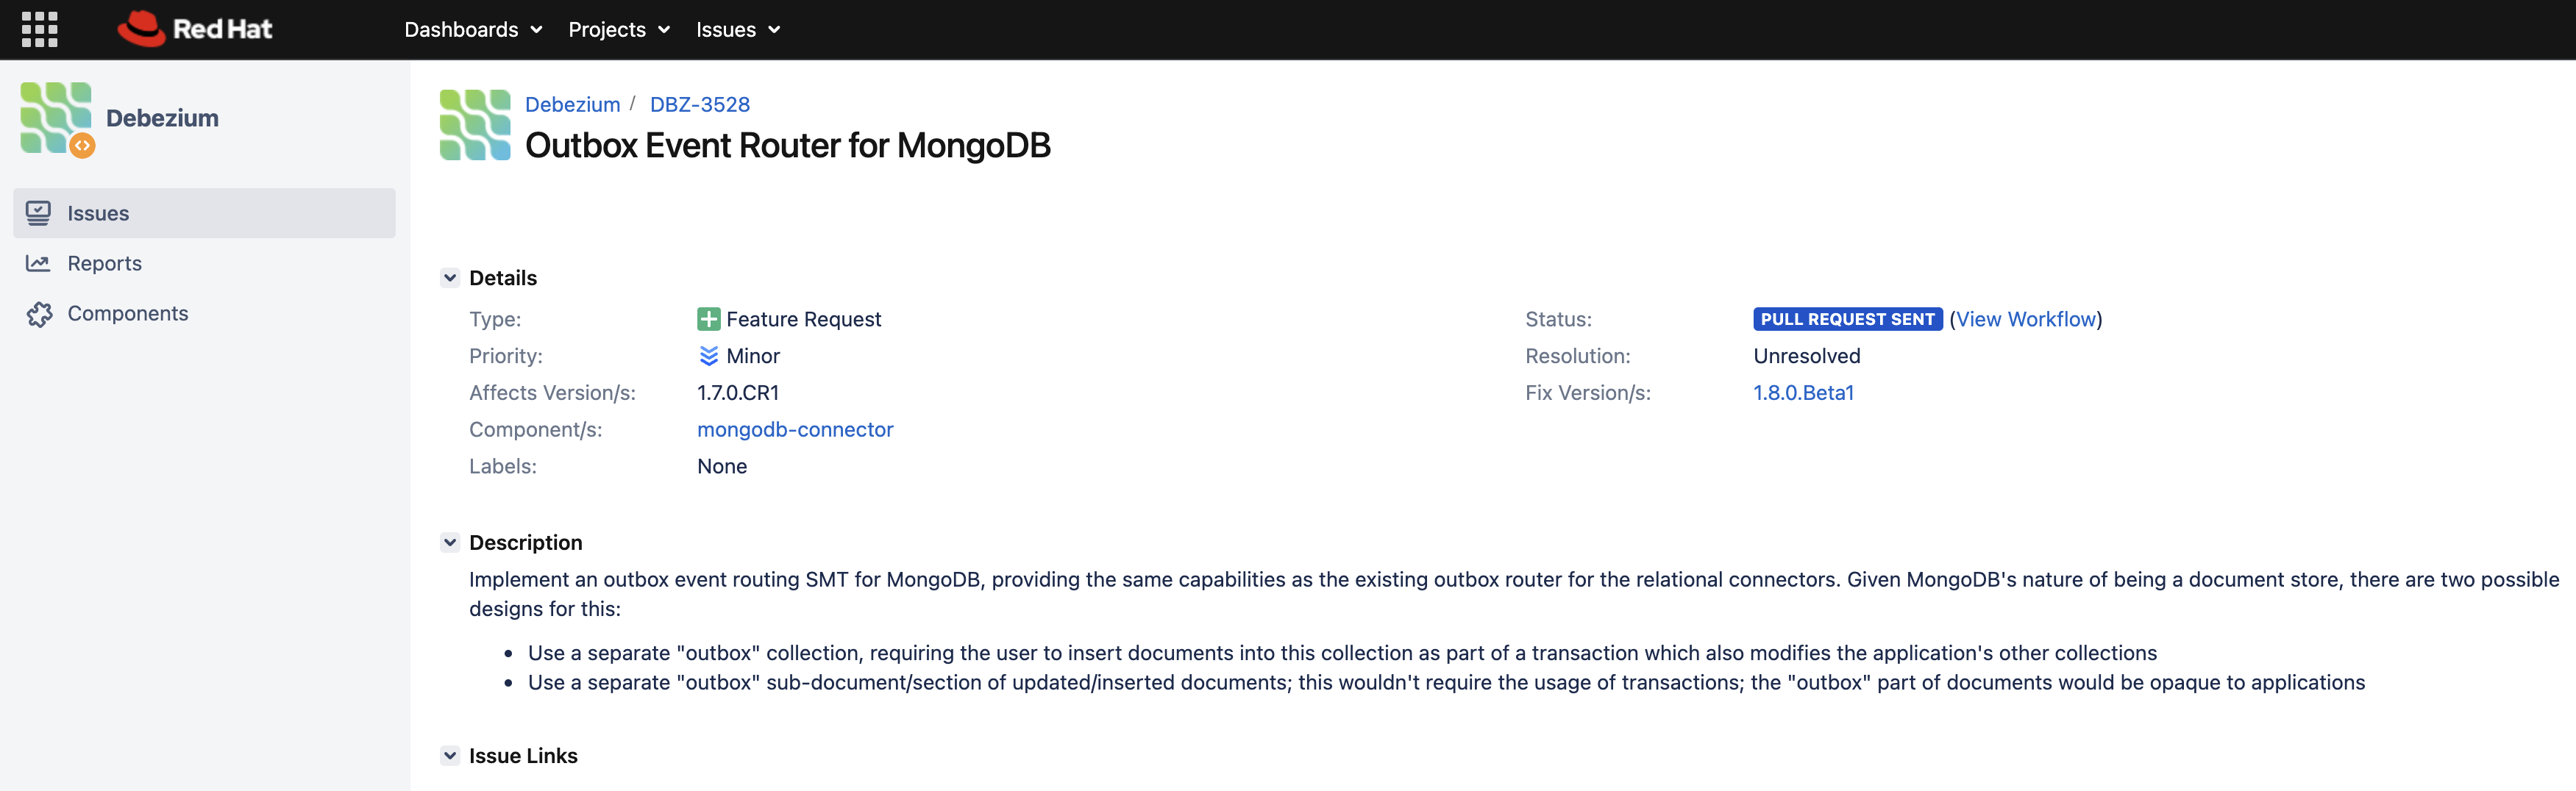 Red Hat
Dashboards
Projects
Issues
Debezium
Issues
Reports
Components
Debezium / DBZ-3528
Outbox Event Router for MongoDB
Details
Type: Feature Request
Status: PULL REQUEST SENT (View Workflow)
Priority: Minor
Resolution: Unresolved
Affects Version/s: 1.7.0.CR1
Fix Version/s: 1.8.0.Beta1
Component/s: mongodb-connector
Labels: None
Description
Implement an outbox event routing SMT for MongoDB, providing the same capabilities as the existing outbox router for the relational connectors. Given MongoDB's nature of being a document store, there are two possible
designs for this:
• Use a separate "outbox" collection, requiring the user to insert documents into this collection as part of a transaction which also modifies the application's other collections
• Use a separate "outbox" sub-document/section of updated/inserted documents; this wouldn't require the usage of transactions; the "outbox" part of documents would be opaque to applications
Issue Links